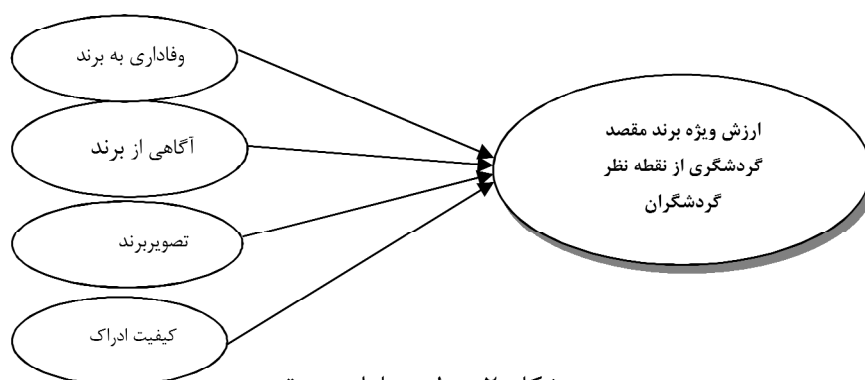 وفاداری به برند
آگاهی از برند
تصویربرند
کیفیت ادراک
ارزش ویژه برند مقصد
گردشگری از نقطه نظر
گردشگران